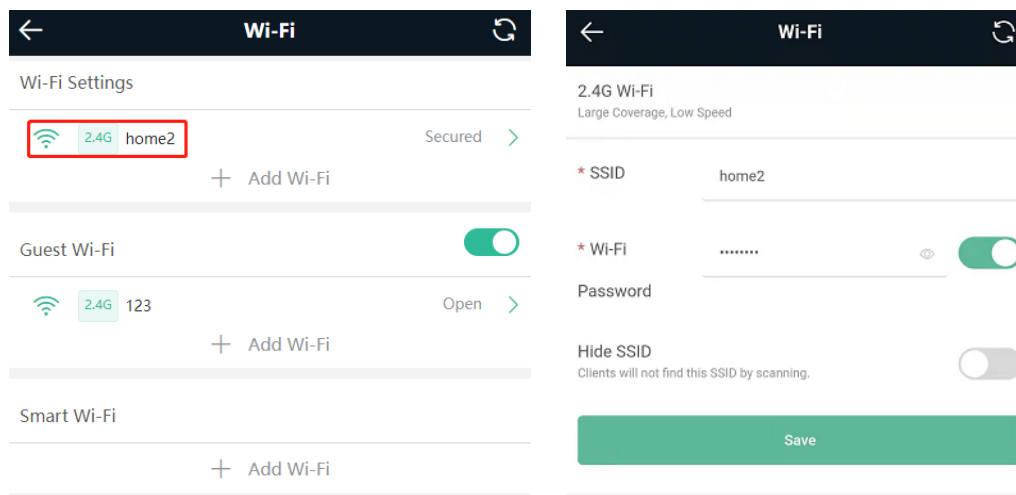 Wi-Fi
Wi-Fi Settings
2.4G home2 Secured
Add Wi-Fi
Guest Wi-Fi
2.4G 123 Open
Add Wi-Fi
Smart Wi-Fi
Add Wi-Fi
Wi-Fi
2.4G Wi-Fi
Large Coverage, Low Speed
* SSID home2
* Wi-Fi ········
Password
Hide SSID
Clients will not find this SSID by scanning.
Save